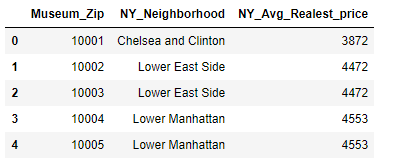 Museum_Zip NY_Neighborhood NY_Avg_Realest_price
0 10001 Chelsea and Clinton 3872
1 10002 Lower East Side 4472
2 10003 Lower East Side 4472
3 10004 Lower Manhattan 4553
4 10005 Lower Manhattan 4553